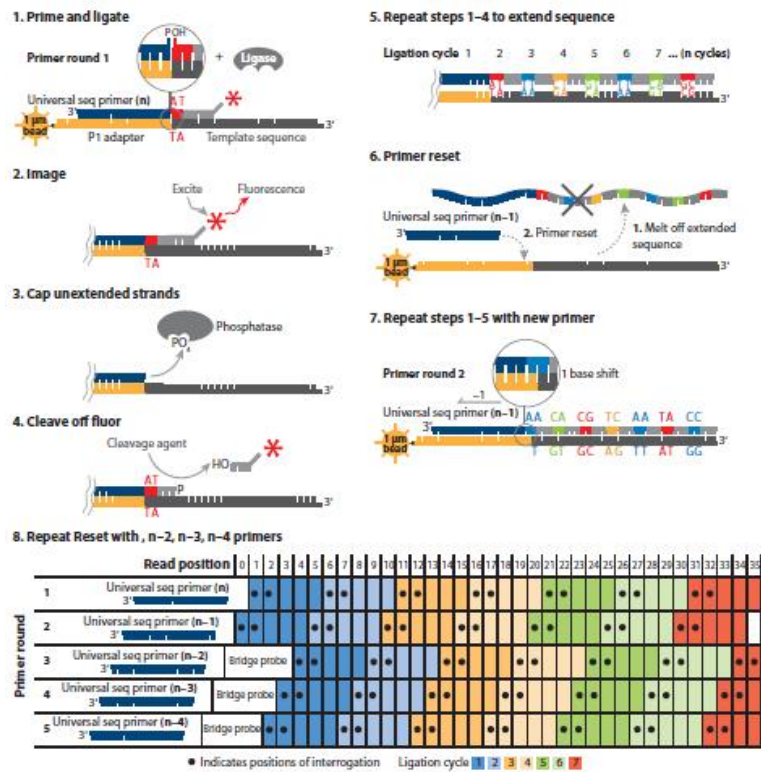 1. Prime and ligate
POH
Primer round 1
+
Ligase
Universal seq primer (n)
3'
AT
1 µm
bead
P1 adapter
TA
Template sequence
3'
2. Image
Excite
Fluorescence
TA
3. Cap unextended strands
Phosphatase
PO4
4. Cleave off fluor
Cleavage agent
HO
AT
P
TA
3'
5. Repeat steps 1–4 to extend sequence
Ligation cycle 1 2 3 4 5 6 7 ... (n cycles)
3'
6. Primer reset
Universal seq primer (n–1)
3'
2. Primer reset
1. Melt off extended
sequence
1 µm
bead
3'
7. Repeat steps 1–5 with new primer
Primer round 2
1 base shift
–1
Universal seq primer (n–1)
3'
AA CA CG TC AA TA CC
1 µm
bead
T GT GC AG TT AT GG
3'
8. Repeat Reset with , n–2, n–3, n–4 primers
Read position 0 1 2 3 4 5 6 7 8 9 10 11 12 13 14 15 16 17 18 19 20 21 22 23 24 25 26 27 28 29 30 31 32 33 34 35
Primer round
1 Universal seq primer (n)
3'
2 Universal seq primer (n–1)
3'
3 Universal seq primer (n–2)
3'
Bridge probe
4 Universal seq primer (n–3)
3'
Bridge probe
5 Universal seq primer (n–4)
3'
Bridge probe
• Indicates positions of interrogation Ligation cycle 1 2 3 4 5 6 7